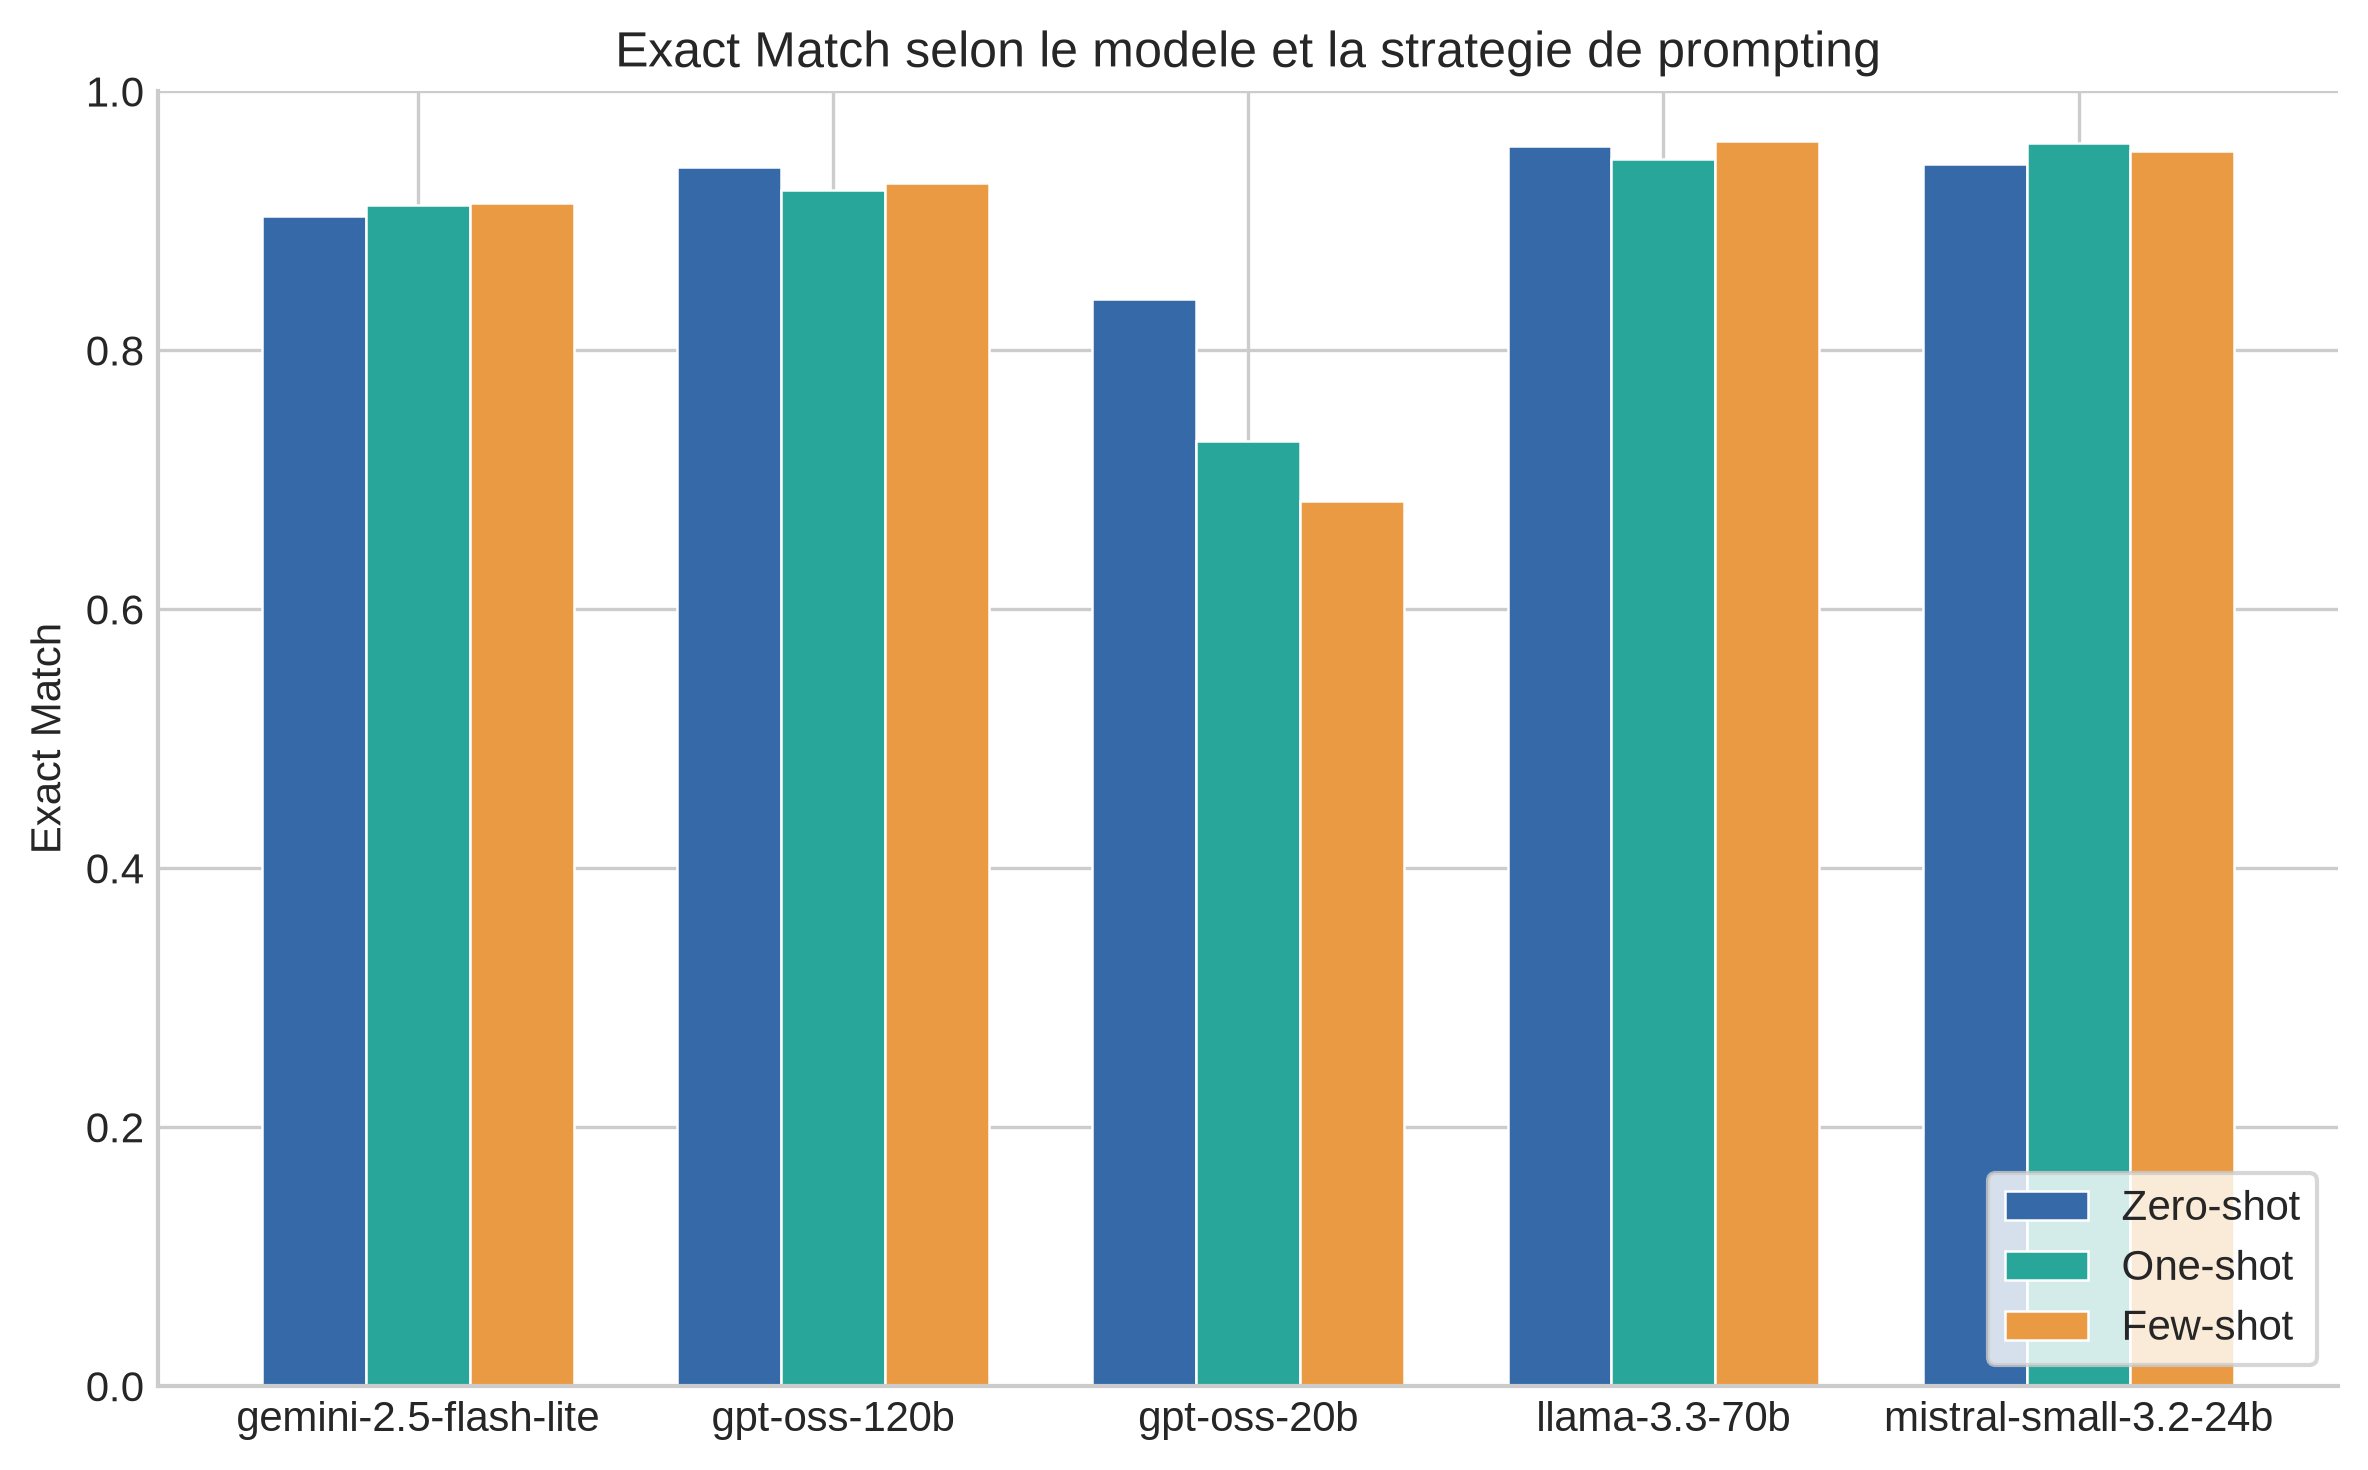 Exact Match selon le modele et la strategie de prompting
Exact Match
1.0
0.8
0.6
0.4
0.2
0.0
gemini-2.5-flash-lite
gpt-oss-120b
gpt-oss-20b
llama-3.3-70b
mistral-small-3.2-24b
Zero-shot
One-shot
Few-shot